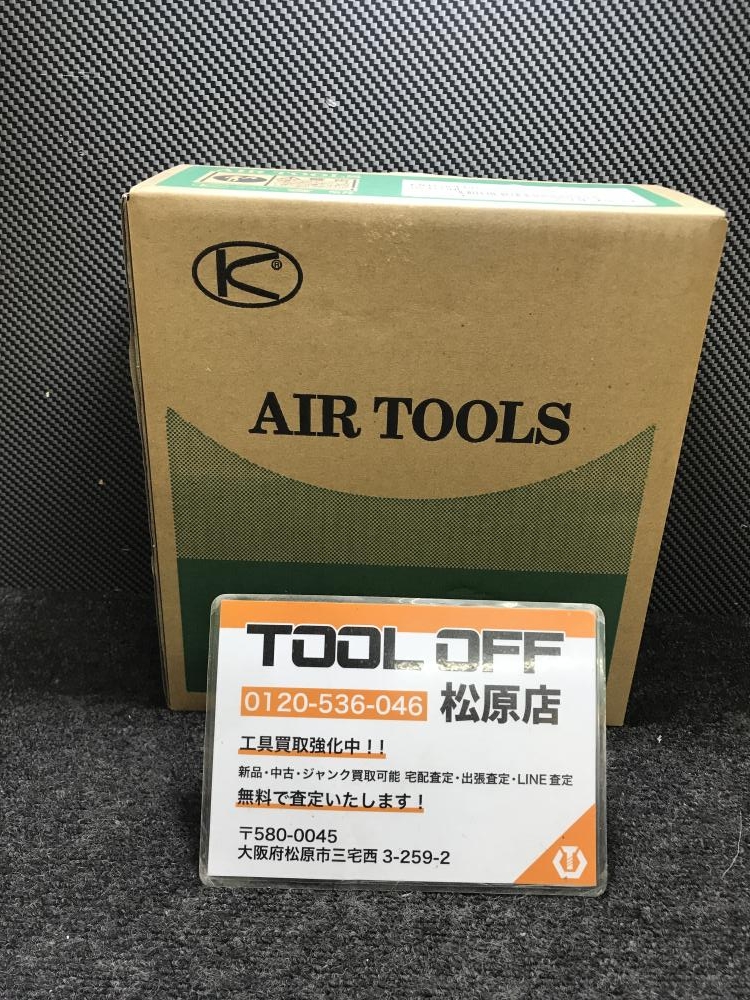 AIR TOOLS
K®
AIR TOOLS
TOOL OFF
0120-536-046 松原店
工具買取強化中！！
新品・中古・ジャンク買取可能 宅配査定・出張査定・LINE査定
無料で査定いたします！
〒580-0045
大阪府松原市三宅西 3-259-2